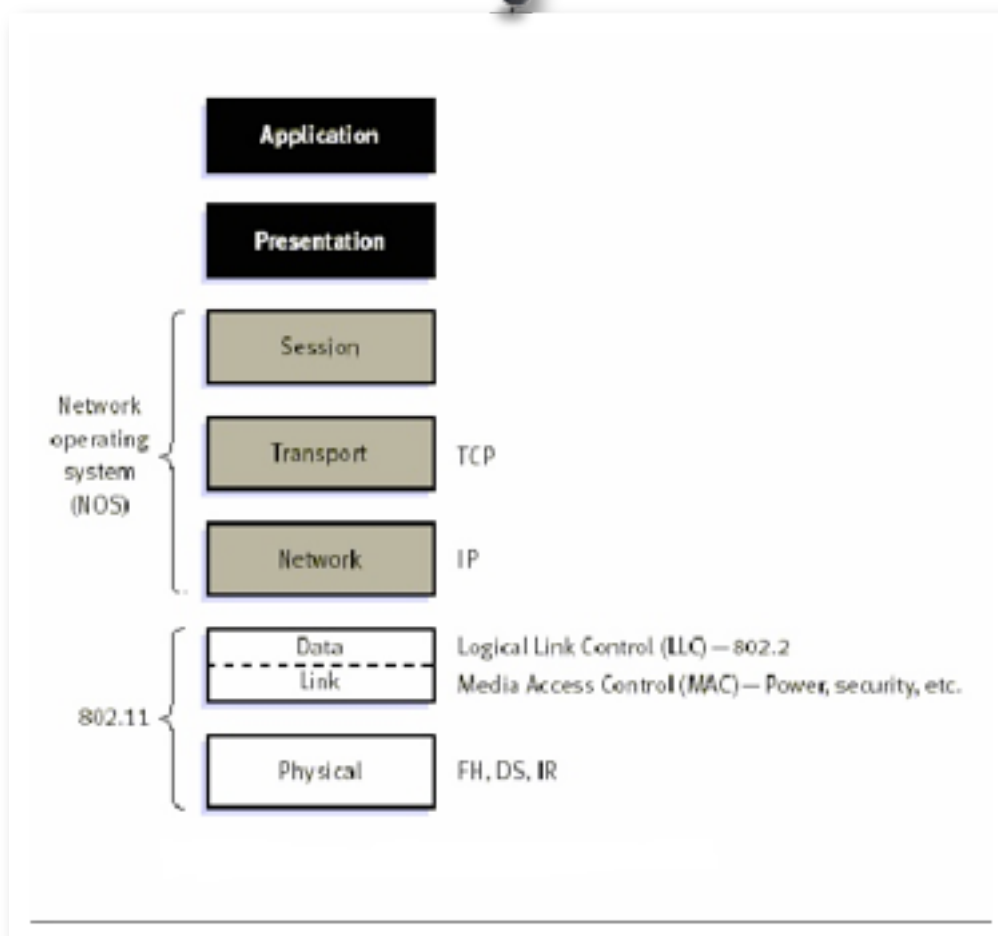 Application
Presentation
Session
Network
operating
system
(NOS)
Transport
TCP
Network
IP
Data
Link
Logical Link Control (LLC) — 802.2
Media Access Control (MAC) — Power, security, etc.
802.11
Physical
FH, DS, IR